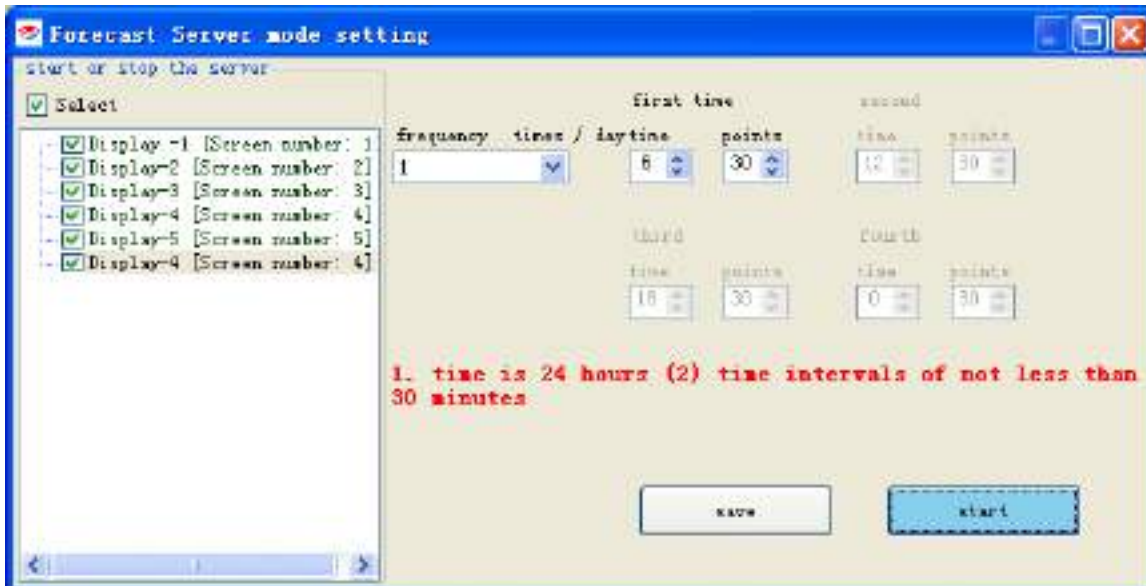 Forecast Server mode setting
start or stop the server
Select
Display -1 [Screen number: 1
Display-2 [Screen number: 2]
Display-3 [Screen number: 3]
Display-4 [Screen number: 4]
Display-5 [Screen number: 5]
Display-4 [Screen number: 4]
first time
second
frequency times / daytime points
time points
1
6
30
12
30
third
fourth
time points
time points
18
30
0
30
1. time is 24 hours (2) time intervals of not less than
30 minutes
save
start